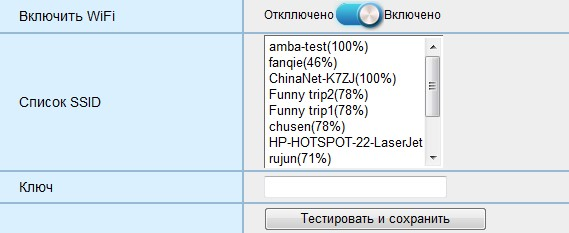 Включить WiFi
Откплючено Включено
Список SSID
amba-test(100%)
fanqie(46%)
ChinaNet-K7ZJ(100%)
Funny trip2(78%)
Funny trip1(78%)
chusen(78%)
HP-HOTSPOT-22-LaserJet
rujun(71%)
Ключ
Тестировать и сохранить